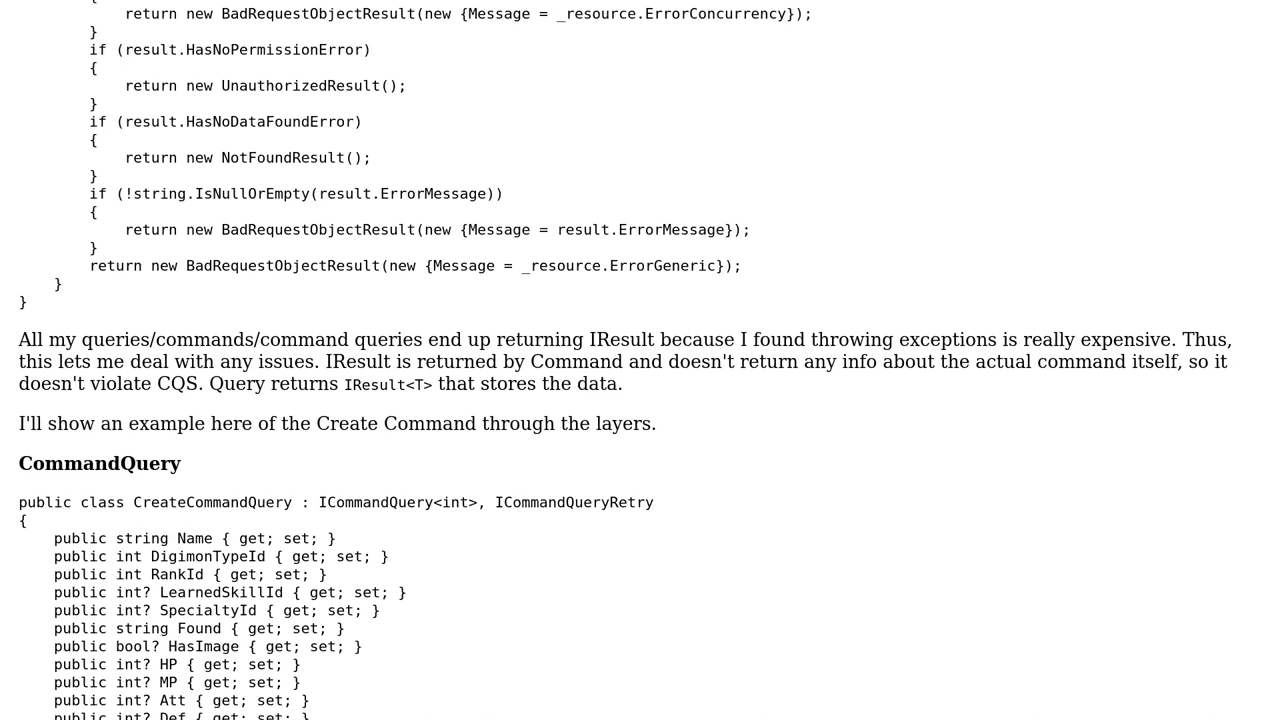 return new BadRequestObjectResult(new {Message = _resource.ErrorConcurrency});
        }
        if (result.HasNoPermissionError)
        {
            return new UnauthorizedResult();
        }
        if (result.HasNoDataFoundError)
        {
            return new NotFoundResult();
        }
        if (!string.IsNullOrEmpty(result.ErrorMessage))
        {
            return new BadRequestObjectResult(new {Message = result.ErrorMessage});
        }
        return new BadRequestObjectResult(new {Message = _resource.ErrorGeneric});
    }
}
All my queries/commands/command queries end up returning IResult because I found throwing exceptions is really expensive. Thus,
this lets me deal with any issues. IResult is returned by Command and doesn't return any info about the actual command itself, so it
doesn't violate CQS. Query returns IResult<T> that stores the data.
I'll show an example here of the Create Command through the layers.
CommandQuery
public class CreateCommandQuery : ICommandQuery<int>, ICommandQueryRetry
{
    public string Name { get; set; }
    public int DigimonTypeId { get; set; }
    public int RankId { get; set; }
    public int? LearnedSkillId { get; set; }
    public int? SpecialtyId { get; set; }
    public string Found { get; set; }
    public bool? HasImage { get; set; }
    public int? HP { get; set; }
    public int? MP { get; set; }
    public int? Att { get; set; }
    public int? Def { get; set; }